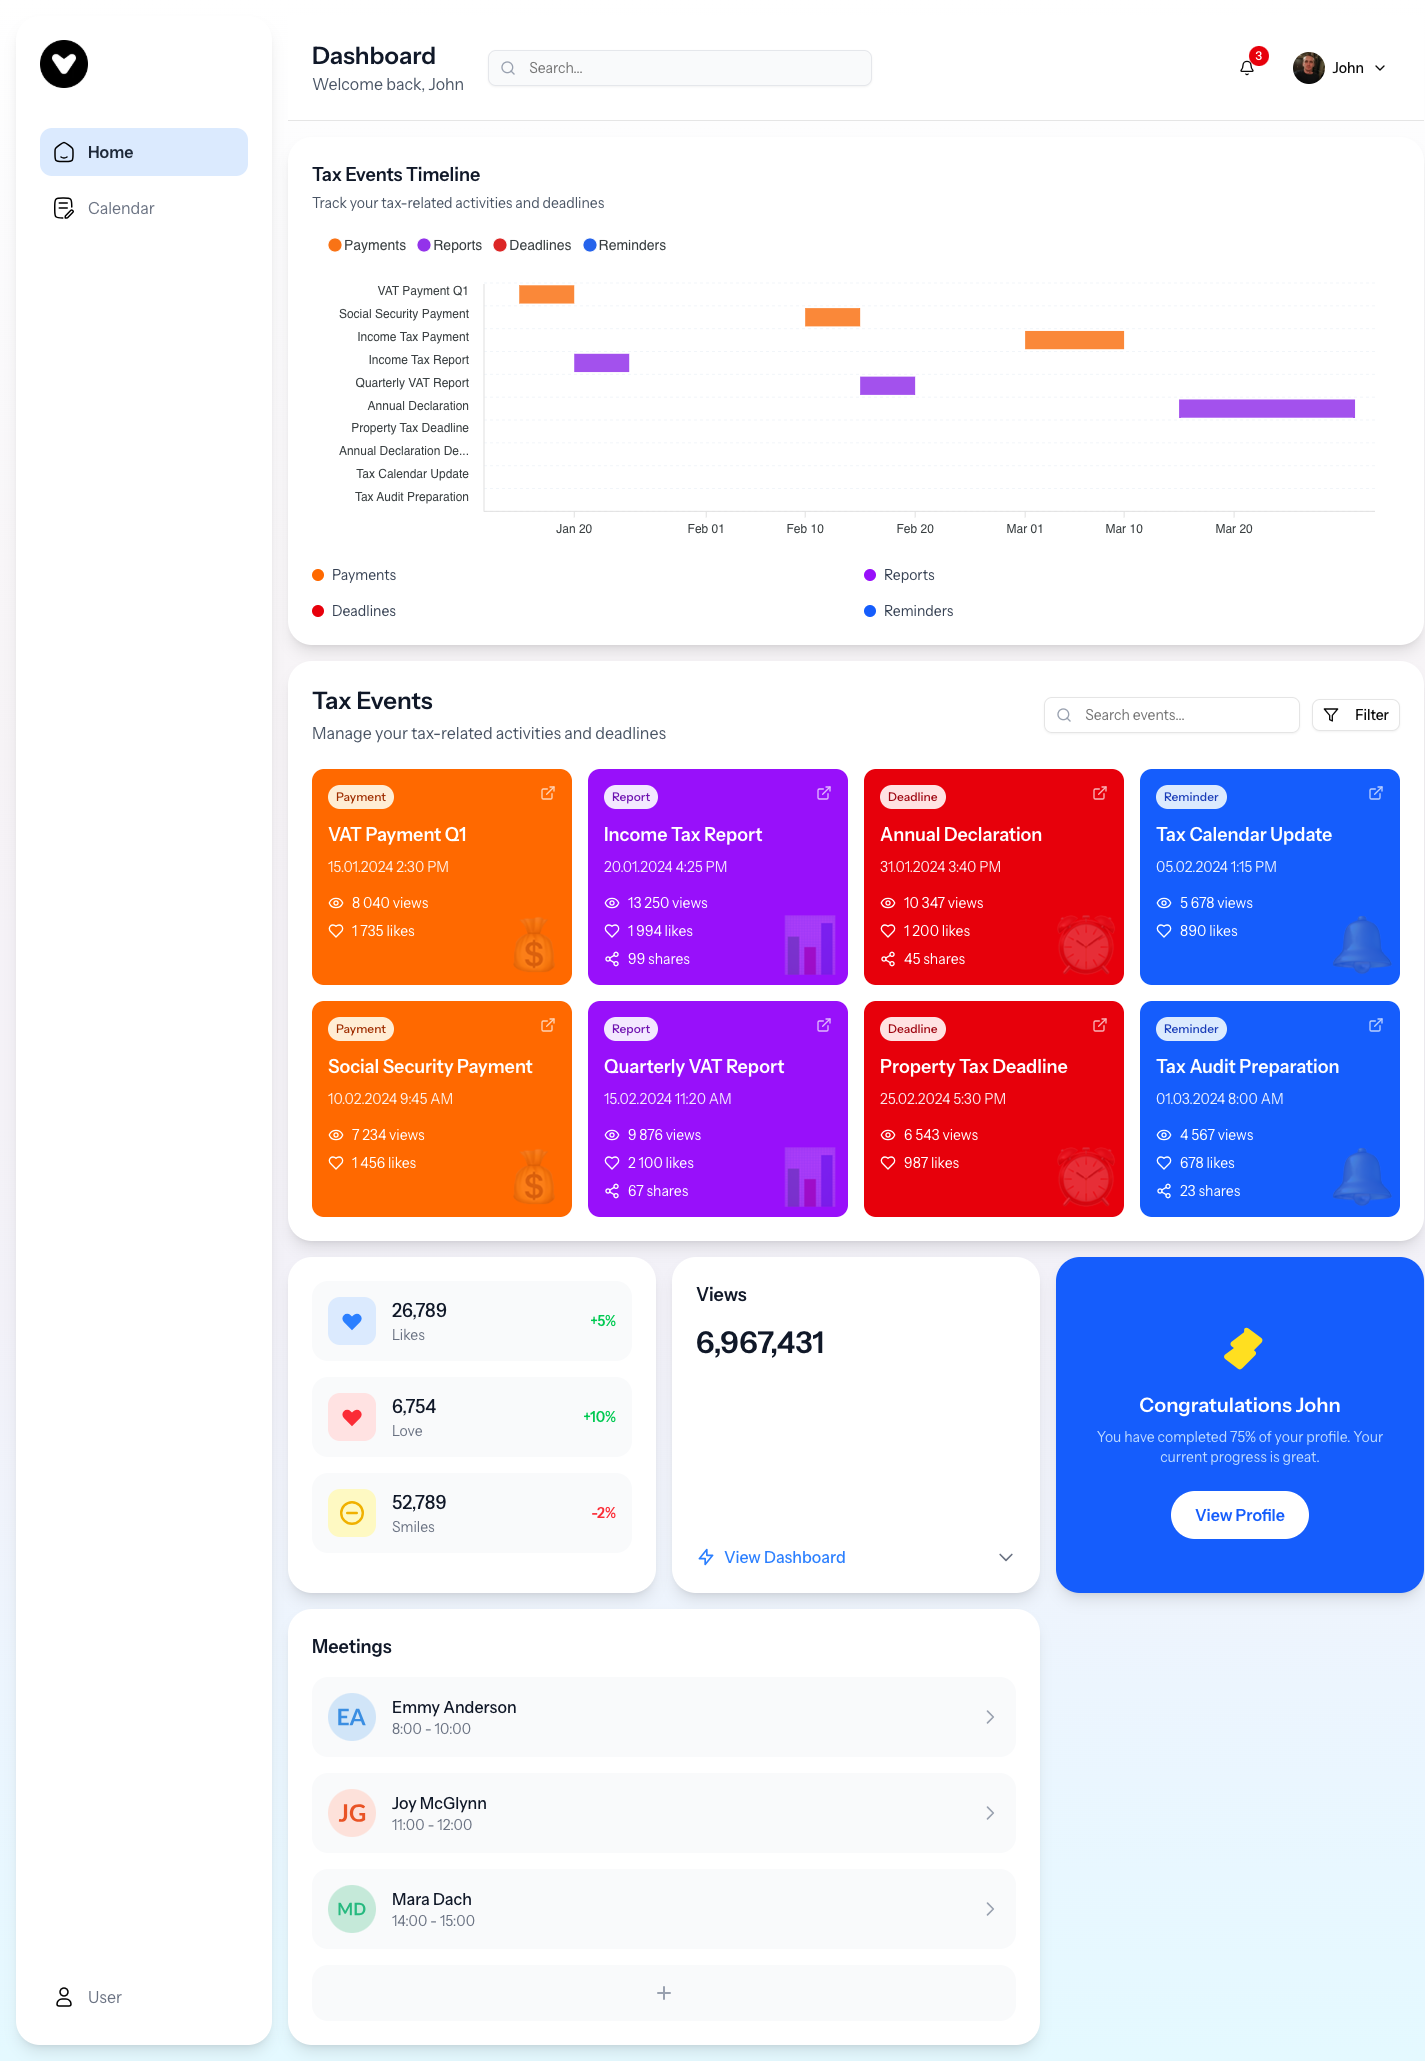 Dashboard
Welcome back, John
Search...
3
John
Home
Calendar
User
Tax Events Timeline
Track your tax-related activities and deadlines
Payments Reports Deadlines Reminders
VAT Payment Q1
Social Security Payment
Income Tax Payment
Income Tax Report
Quarterly VAT Report
Annual Declaration
Property Tax Deadline
Annual Declaration De...
Tax Calendar Update
Tax Audit Preparation
Jan 20 Feb 01 Feb 10 Feb 20 Mar 01 Mar 10 Mar 20
Payments Reports
Deadlines Reminders
Tax Events
Manage your tax-related activities and deadlines
Search events...
Filter
Payment
VAT Payment Q1
15.01.2024 2:30 PM
8 040 views
1 735 likes
Report
Income Tax Report
20.01.2024 4:25 PM
13 250 views
1 994 likes
99 shares
Deadline
Annual Declaration
31.01.2024 3:40 PM
10 347 views
1 200 likes
45 shares
Reminder
Tax Calendar Update
05.02.2024 1:15 PM
5 678 views
890 likes
Payment
Social Security Payment
10.02.2024 9:45 AM
7 234 views
1 456 likes
Report
Quarterly VAT Report
15.02.2024 11:20 AM
9 876 views
2 100 likes
67 shares
Deadline
Property Tax Deadline
25.02.2024 5:30 PM
6 543 views
987 likes
Reminder
Tax Audit Preparation
01.03.2024 8:00 AM
4 567 views
678 likes
23 shares
26,789
Likes
+5%
6,754
Love
+10%
52,789
Smiles
-2%
Views
6,967,431
View Dashboard
Congratulations John
You have completed 75% of your profile. Your
current progress is great.
View Profile
Meetings
EA
Emmy Anderson
8:00 - 10:00
JG
Joy McGlynn
11:00 - 12:00
MD
Mara Dach
14:00 - 15:00